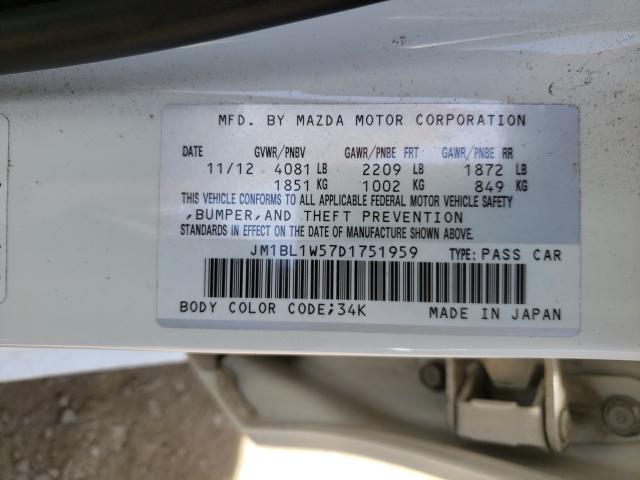 MFD. BY MAZDA MOTOR CORPORATION
DATE GVWR/PNBV GAWR/PNBE FRT GAWR/PNBE RR
11/12 4081 LB 2209 LB 1872 LB
1851 KG 1002 KG 849 KG
THIS VEHICLE CONFORMS TO ALL APPLICABLE FEDERAL MOTOR VEHICLE SAFETY
,BUMPER,AND THEFT PREVENTION
STANDARDS IN EFFECT ON THE DATE OF MANUFACTURE SHOWN ABOVE.
JM1BL1W57D1751959 TYPE: PASS CAR
BODY COLOR CODE;34K MADE IN JAPAN